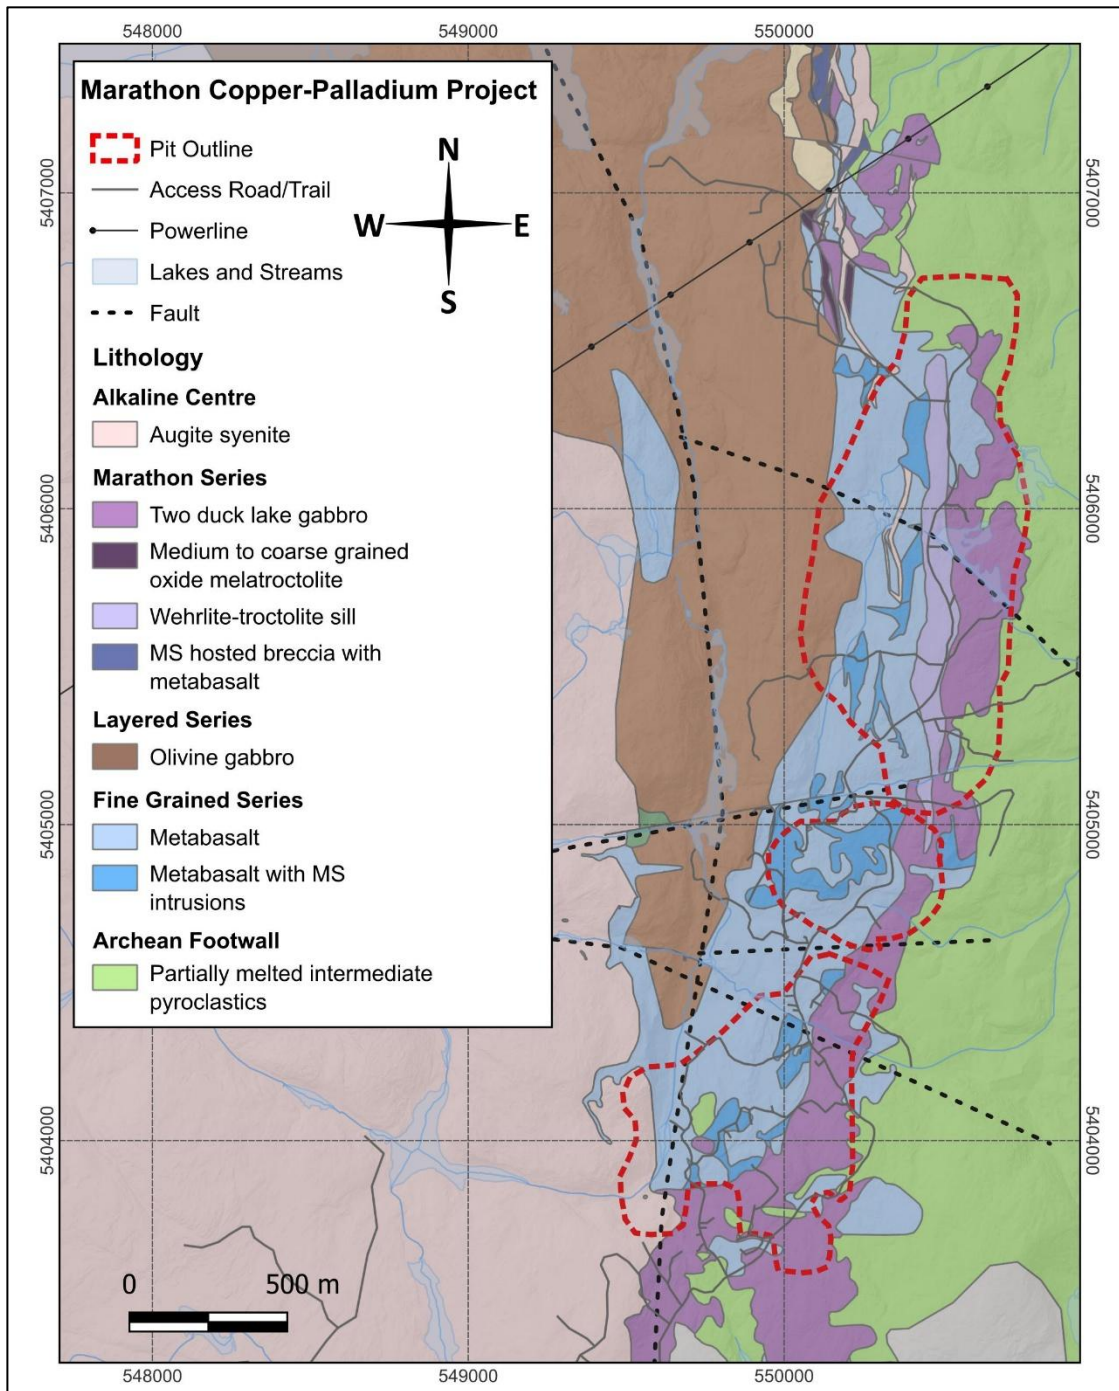 548000 549000 550000
Marathon Copper-Palladium Project
Pit Outline
Access Road/Trail
Powerline
Lakes and Streams
Fault
N
W E
S
Lithology
Alkaline Centre
Augite syenite
Marathon Series
Two duck lake gabbro
Medium to coarse grained
oxide melatroctolite
Wehrlite-troctolite sill
MS hosted breccia with
metabasalt
Layered Series
Olivine gabbro
Fine Grained Series
Metabasalt
Metabasalt with MS
intrusions
Archean Footwall
Partially melted intermediate
pyroclastics
0 500 m
5407000
5406000
5405000
5404000
5407000
5406000
5405000
5404000
548000 549000 550000